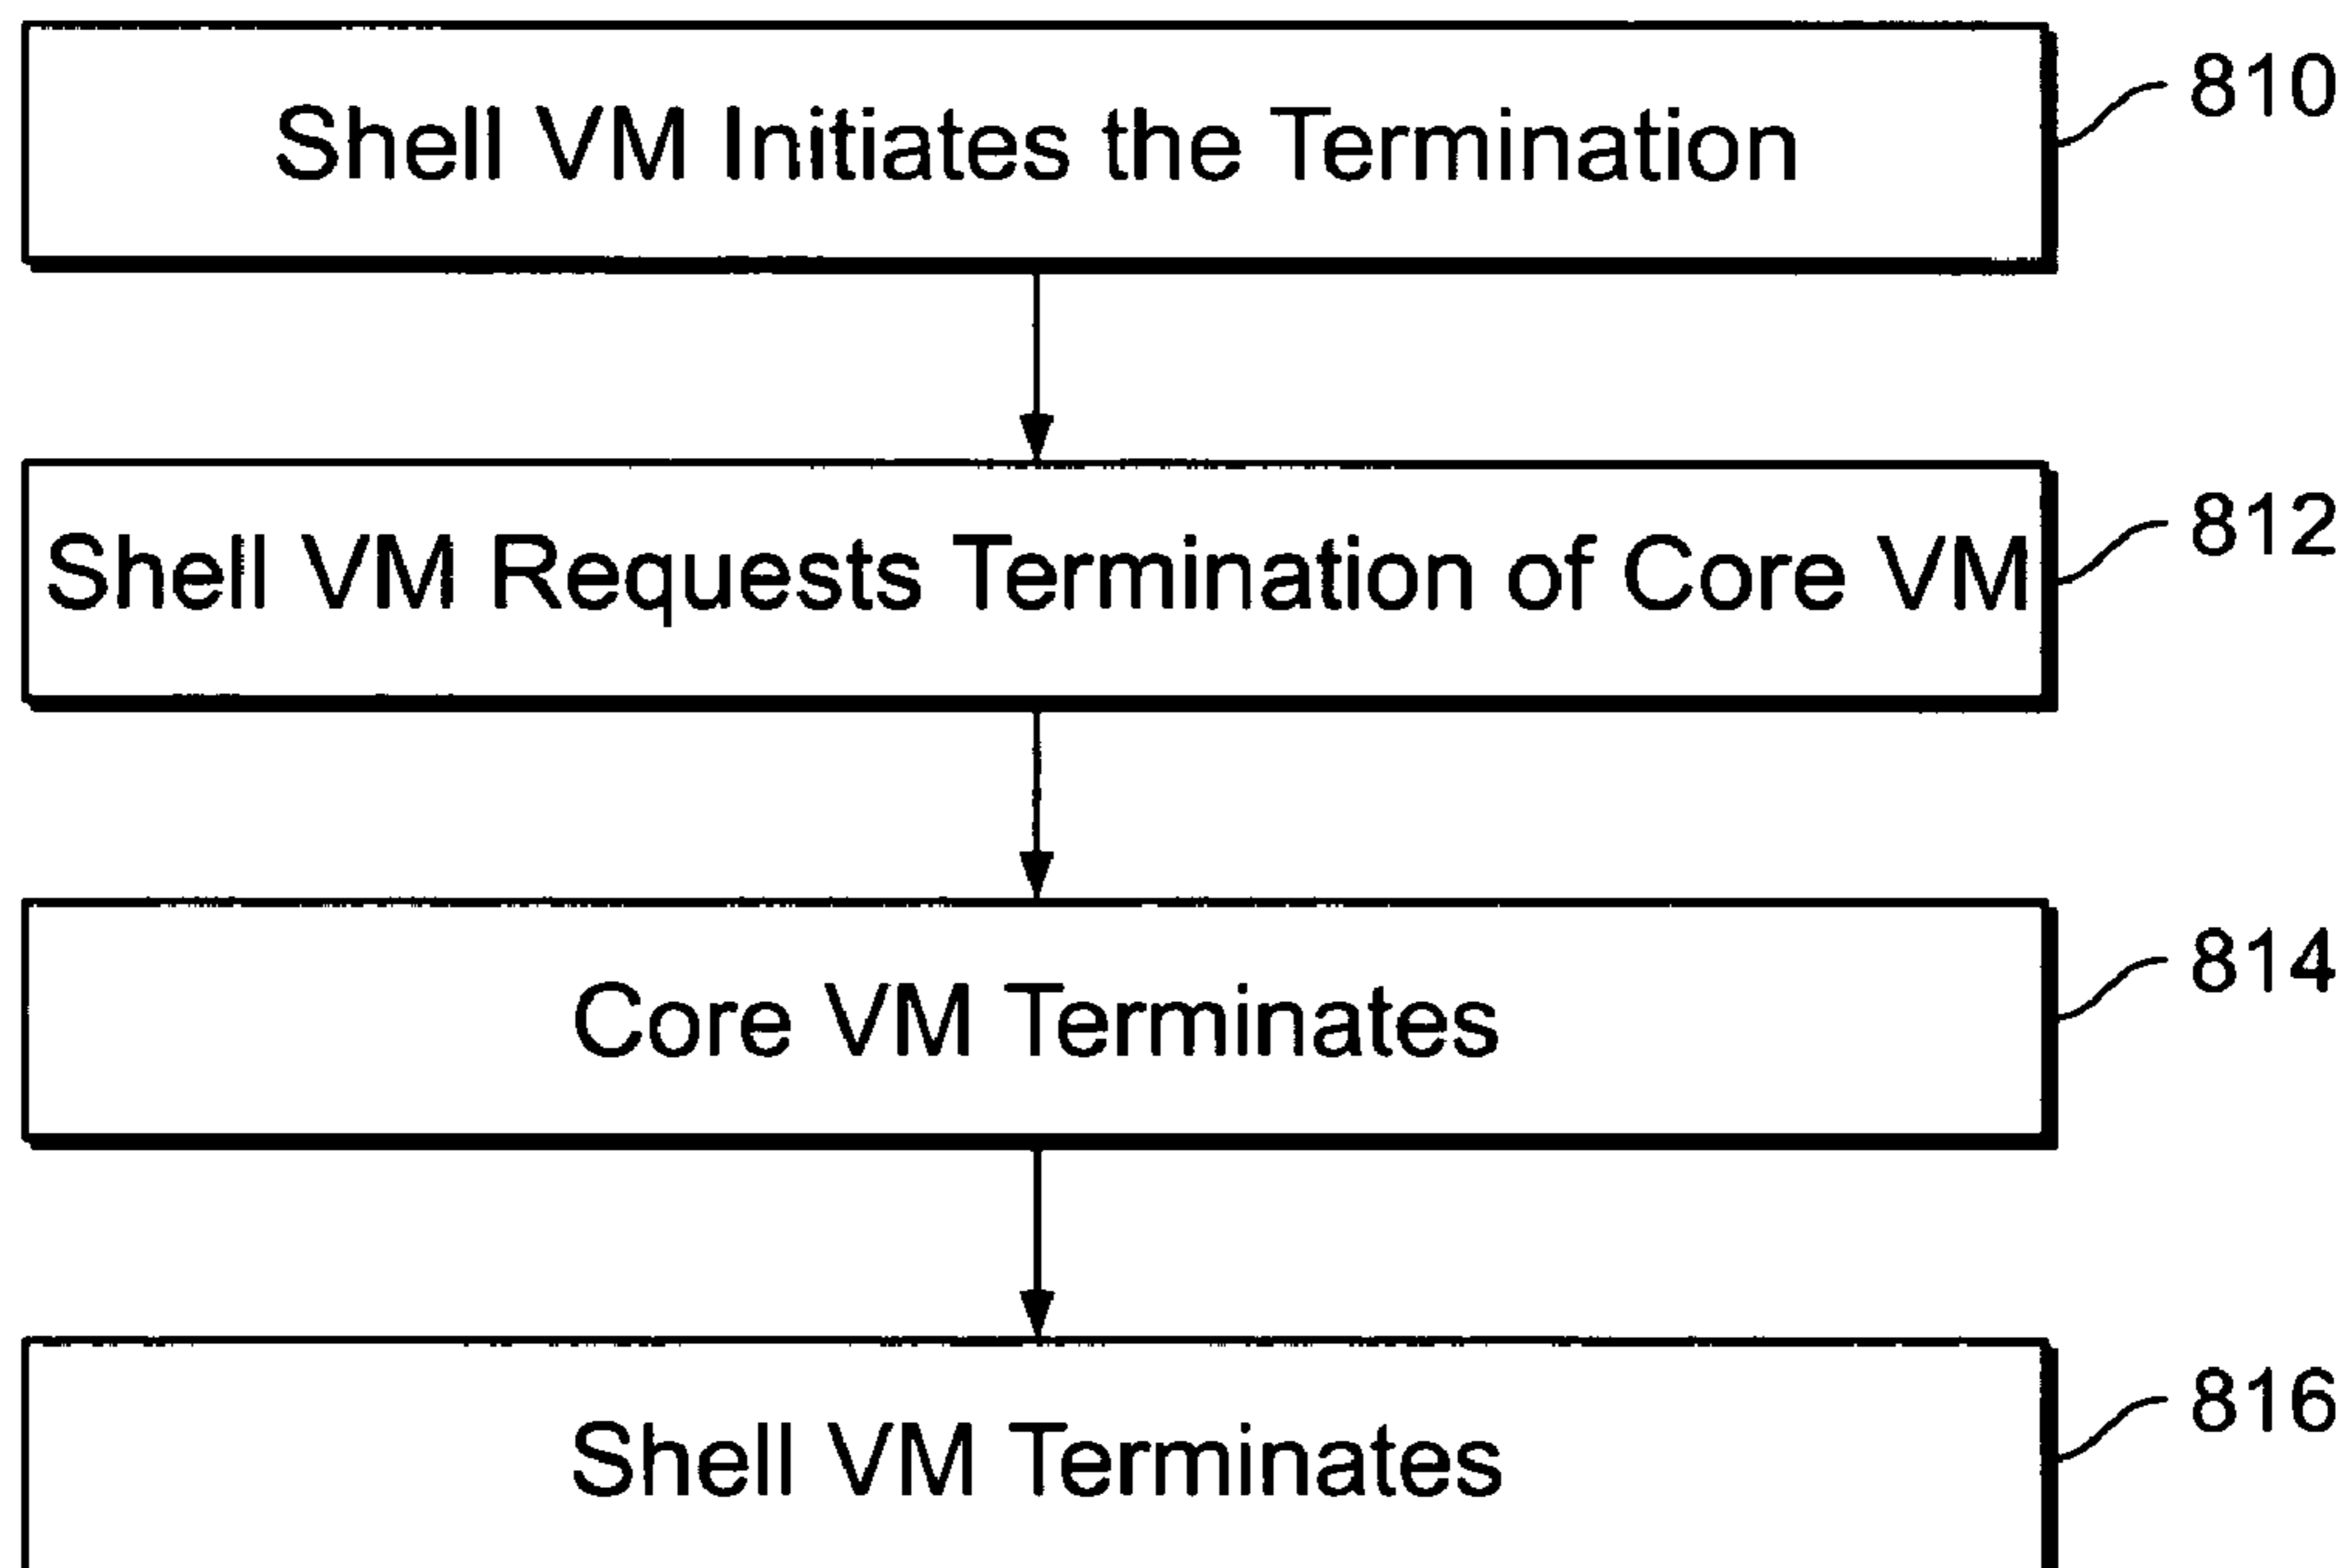 Shell VM Initiates the Termination
810
Shell VM Requests Termination of Core VM
812
Core VM Terminates
814
Shell VM Terminates
816